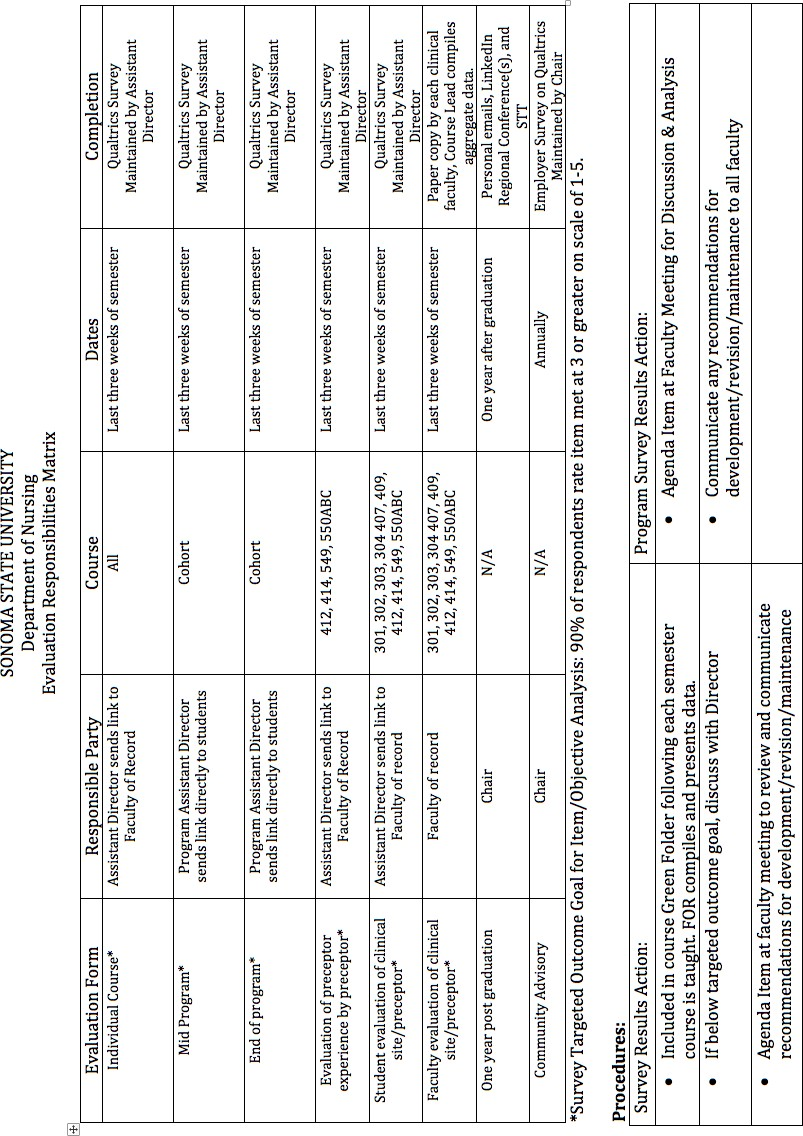 SONOMA STATE UNIVERSITY
Department of Nursing
Evaluation Responsibilities Matrix
Evaluation Form
Responsible Party
Course
Dates
Completion
Individual Course*
Assistant Director sends link to
Faculty of Record
All
Last three weeks of semester
Qualtrics Survey
Maintained by Assistant
Director
Mid Program*
Program Assistant Director
sends link directly to students
Cohort
Last three weeks of semester
Qualtrics Survey
Maintained by Assistant
Director
End of program*
Program Assistant Director
sends link directly to students
Cohort
Last three weeks of semester
Qualtrics Survey
Maintained by Assistant
Director
Evaluation of preceptor
experience by preceptor*
Assistant Director sends link to
Faculty of Record
412, 414, 549, 550ABC
Last three weeks of semester
Qualtrics Survey
Maintained by Assistant
Director
Student evaluation of clinical
site/preceptor*
Assistant Director sends link to
Faculty of record
301, 302, 303, 304 407, 409,
412, 414, 549, 550ABC
Last three weeks of semester
Qualtrics Survey
Maintained by Assistant
Director
Faculty evaluation of clinical
site/preceptor*
Faculty of record
301, 302, 303, 304 407, 409,
412, 414, 549, 550ABC
Last three weeks of semester
Paper copy by each clinical
faculty, Course Lead compiles
aggregate data.
One year post graduation
Chair
N/A
One year after graduation
Personal emails, LinkedIn
Regional Conference(s), and
STT
Community Advisory
Chair
N/A
Annually
Employer Survey on Qualtrics
Maintained by Chair
*Survey Targeted Outcome Goal for Item/Objective Analysis: 90% of respondents rate item met at 3 or greater on scale of 1-5.
Procedures:
Survey Results Action:
Program Survey Results Action:
• Included in course Green Folder following each semester
course is taught. FOR compiles and presents data.
• Agenda Item at Faculty Meeting for Discussion & Analysis
• If below targeted outcome goal, discuss with Director
• Communicate any recommendations for
development/revision/maintenance to all faculty
• Agenda Item at faculty meeting to review and communicate
recommendations for development/revision/maintenance